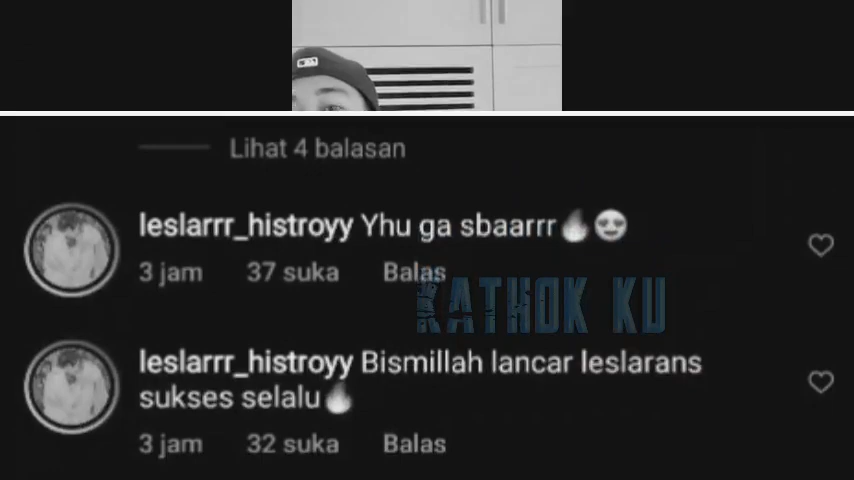 Lihat 4 balasan
leslarrr_histroyy Yhu ga sbaarrr🔥😍
3 jam 37 suka Balas
KATHOK KU
leslarrr_histroyy Bismillah lancar leslarans
sukses selalu🔥
3 jam 32 suka Balas